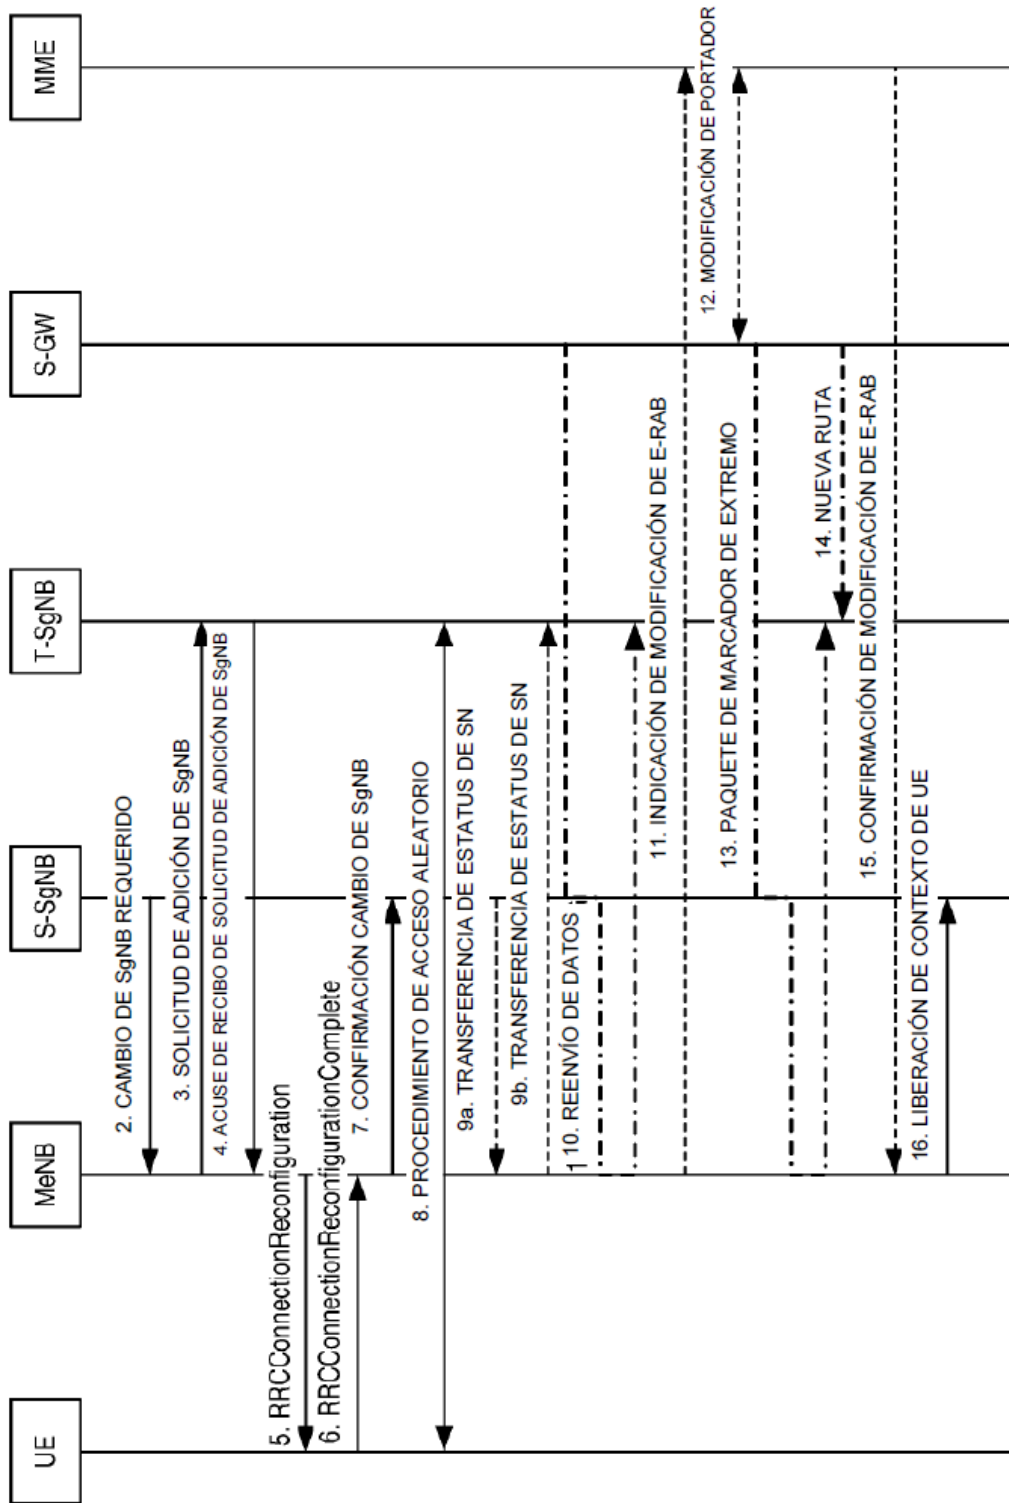 UE
MeNB
S-SgNB
T-SgNB
S-GW
MME
2. CAMBIO DE SgNB REQUERIDO
3. SOLICITUD DE ADICIÓN DE SgNB
4. ACUSE DE RECIBO DE SOLICITUD DE ADICIÓN DE SgNB
5. RRCConnectionReconfiguration
6. RRCConnectionReconfigurationComplete
7. CONFIRMACIÓN CAMBIO DE SgNB
8. PROCEDIMIENTO DE ACCESO ALEATORIO
9a. TRANSFERENCIA DE ESTATUS DE SN
9b. TRANSFERENCIA DE ESTATUS DE SN
10. REENVÍO DE DATOS
11. INDICACIÓN DE MODIFICACIÓN DE E-RAB
12. MODIFICACIÓN DE PORTADOR
13. PAQUETE DE MARCADOR DE EXTREMO
14. NUEVA RUTA
15. CONFIRMACIÓN DE MODIFICACIÓN DE E-RAB
16. LIBERACIÓN DE CONTEXTO DE UE